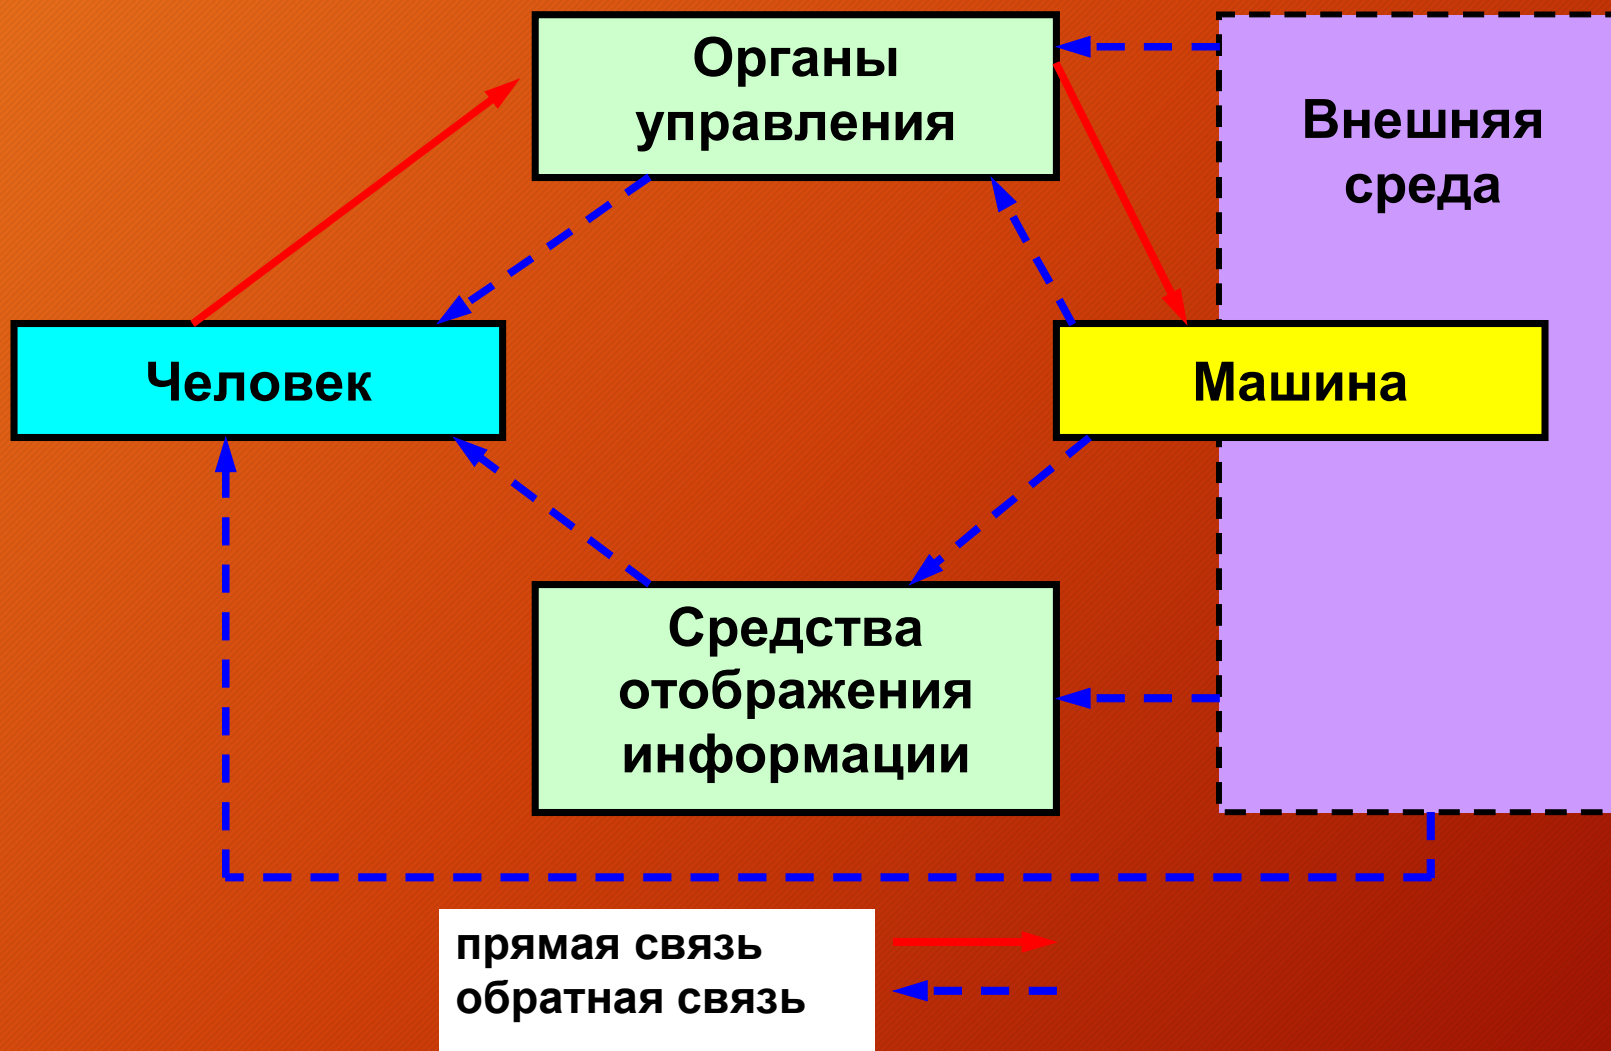 Органы
управления
Внешняя
среда
Человек
Машина
Средства
отображения
информации
прямая связь
обратная связь